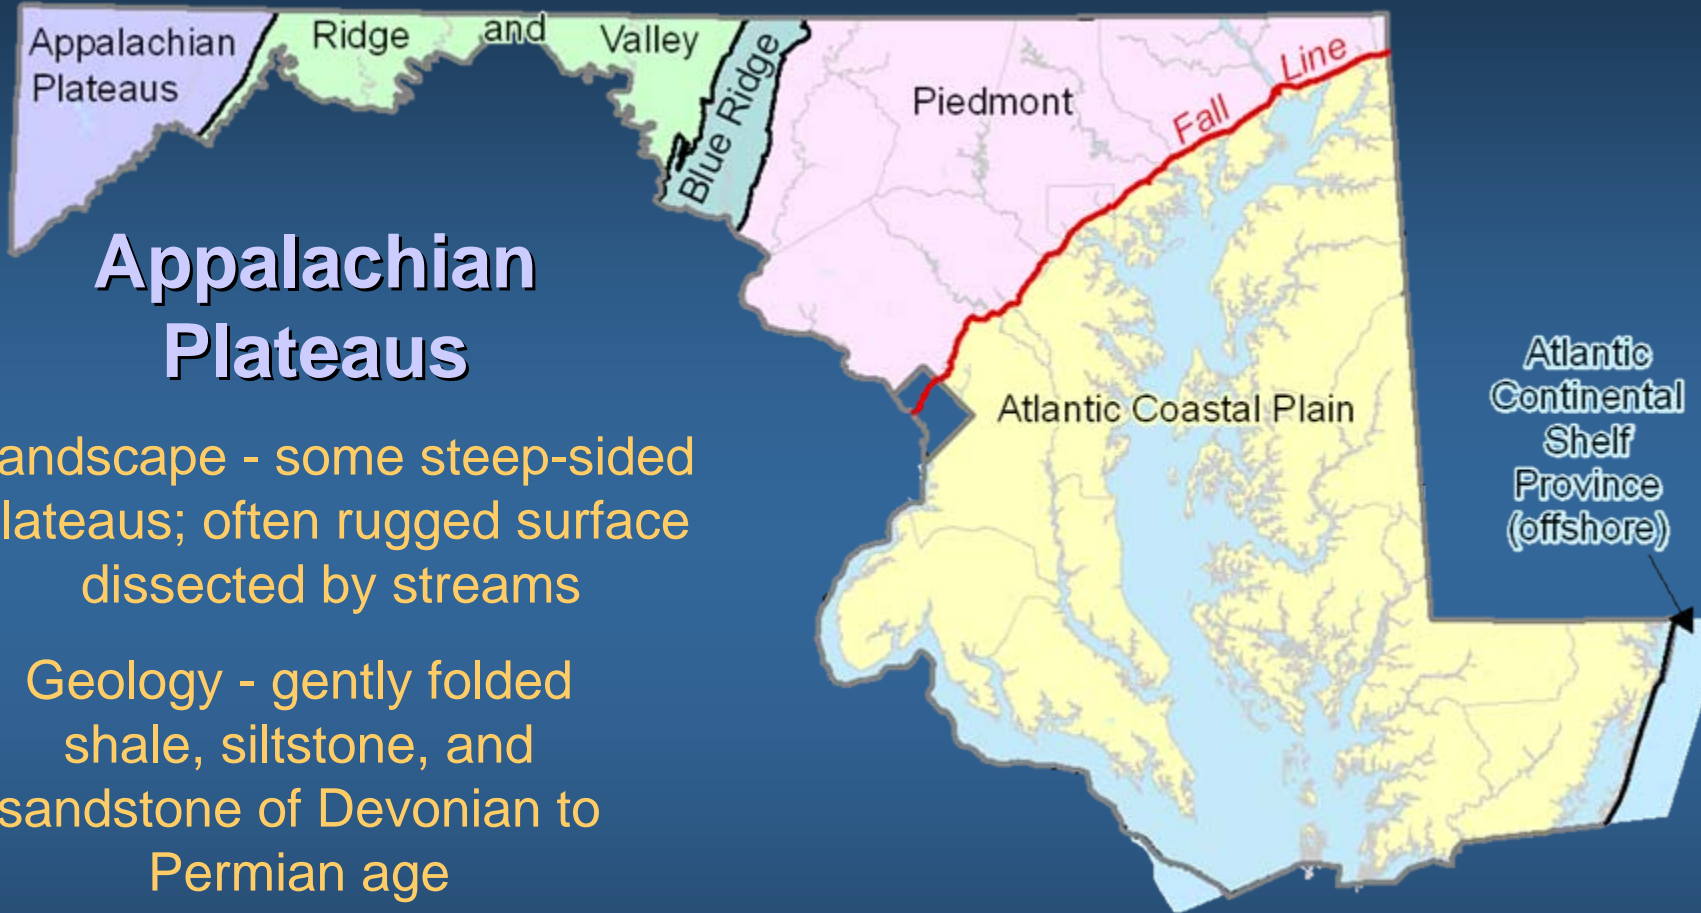 Appalachian
Plateaus
Ridge and Valley
Blue Ridge
Piedmont
Fall Line
Appalachian
Plateaus
Atlantic
Continental
Shelf
Province
(offshore)
Atlantic Coastal Plain
andscape - some steep-sided
lateaus; often rugged surface
dissected by streams
Geology - gently folded
shale, siltstone, and
sandstone of Devonian to
Permian age